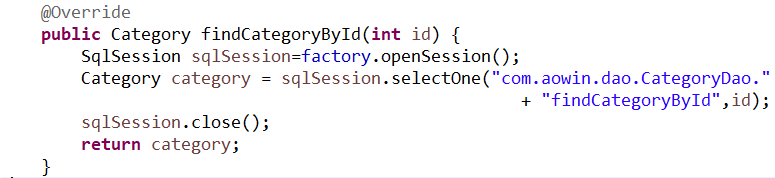 @Override
public Category findCategoryById(int id) {
    SqlSession sqlSession=factory.openSession();
    Category category = sqlSession.selectOne("com.aowin.dao.CategoryDao."
                                                + "findCategoryById",id);
    sqlSession.close();
    return category;
}